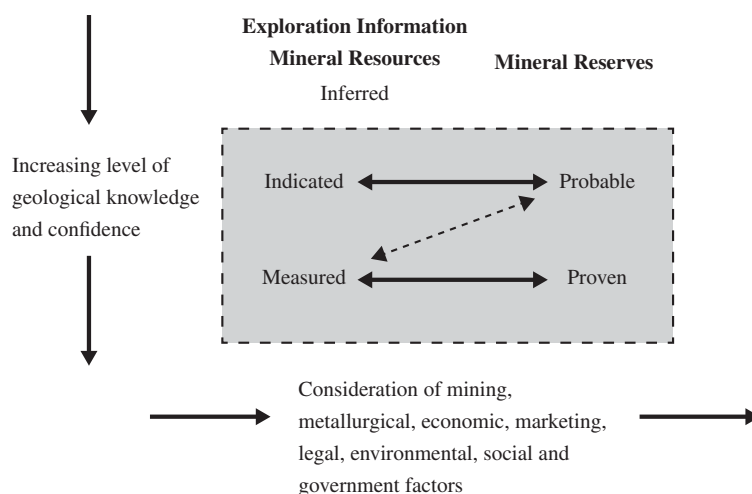 Exploration Information
Mineral Resources
Mineral Reserves
Inferred
Increasing level of
geological knowledge
and confidence
Indicated
Probable
Measured
Proven
Consideration of mining,
metallurgical, economic, marketing,
legal, environmental, social and
government factors